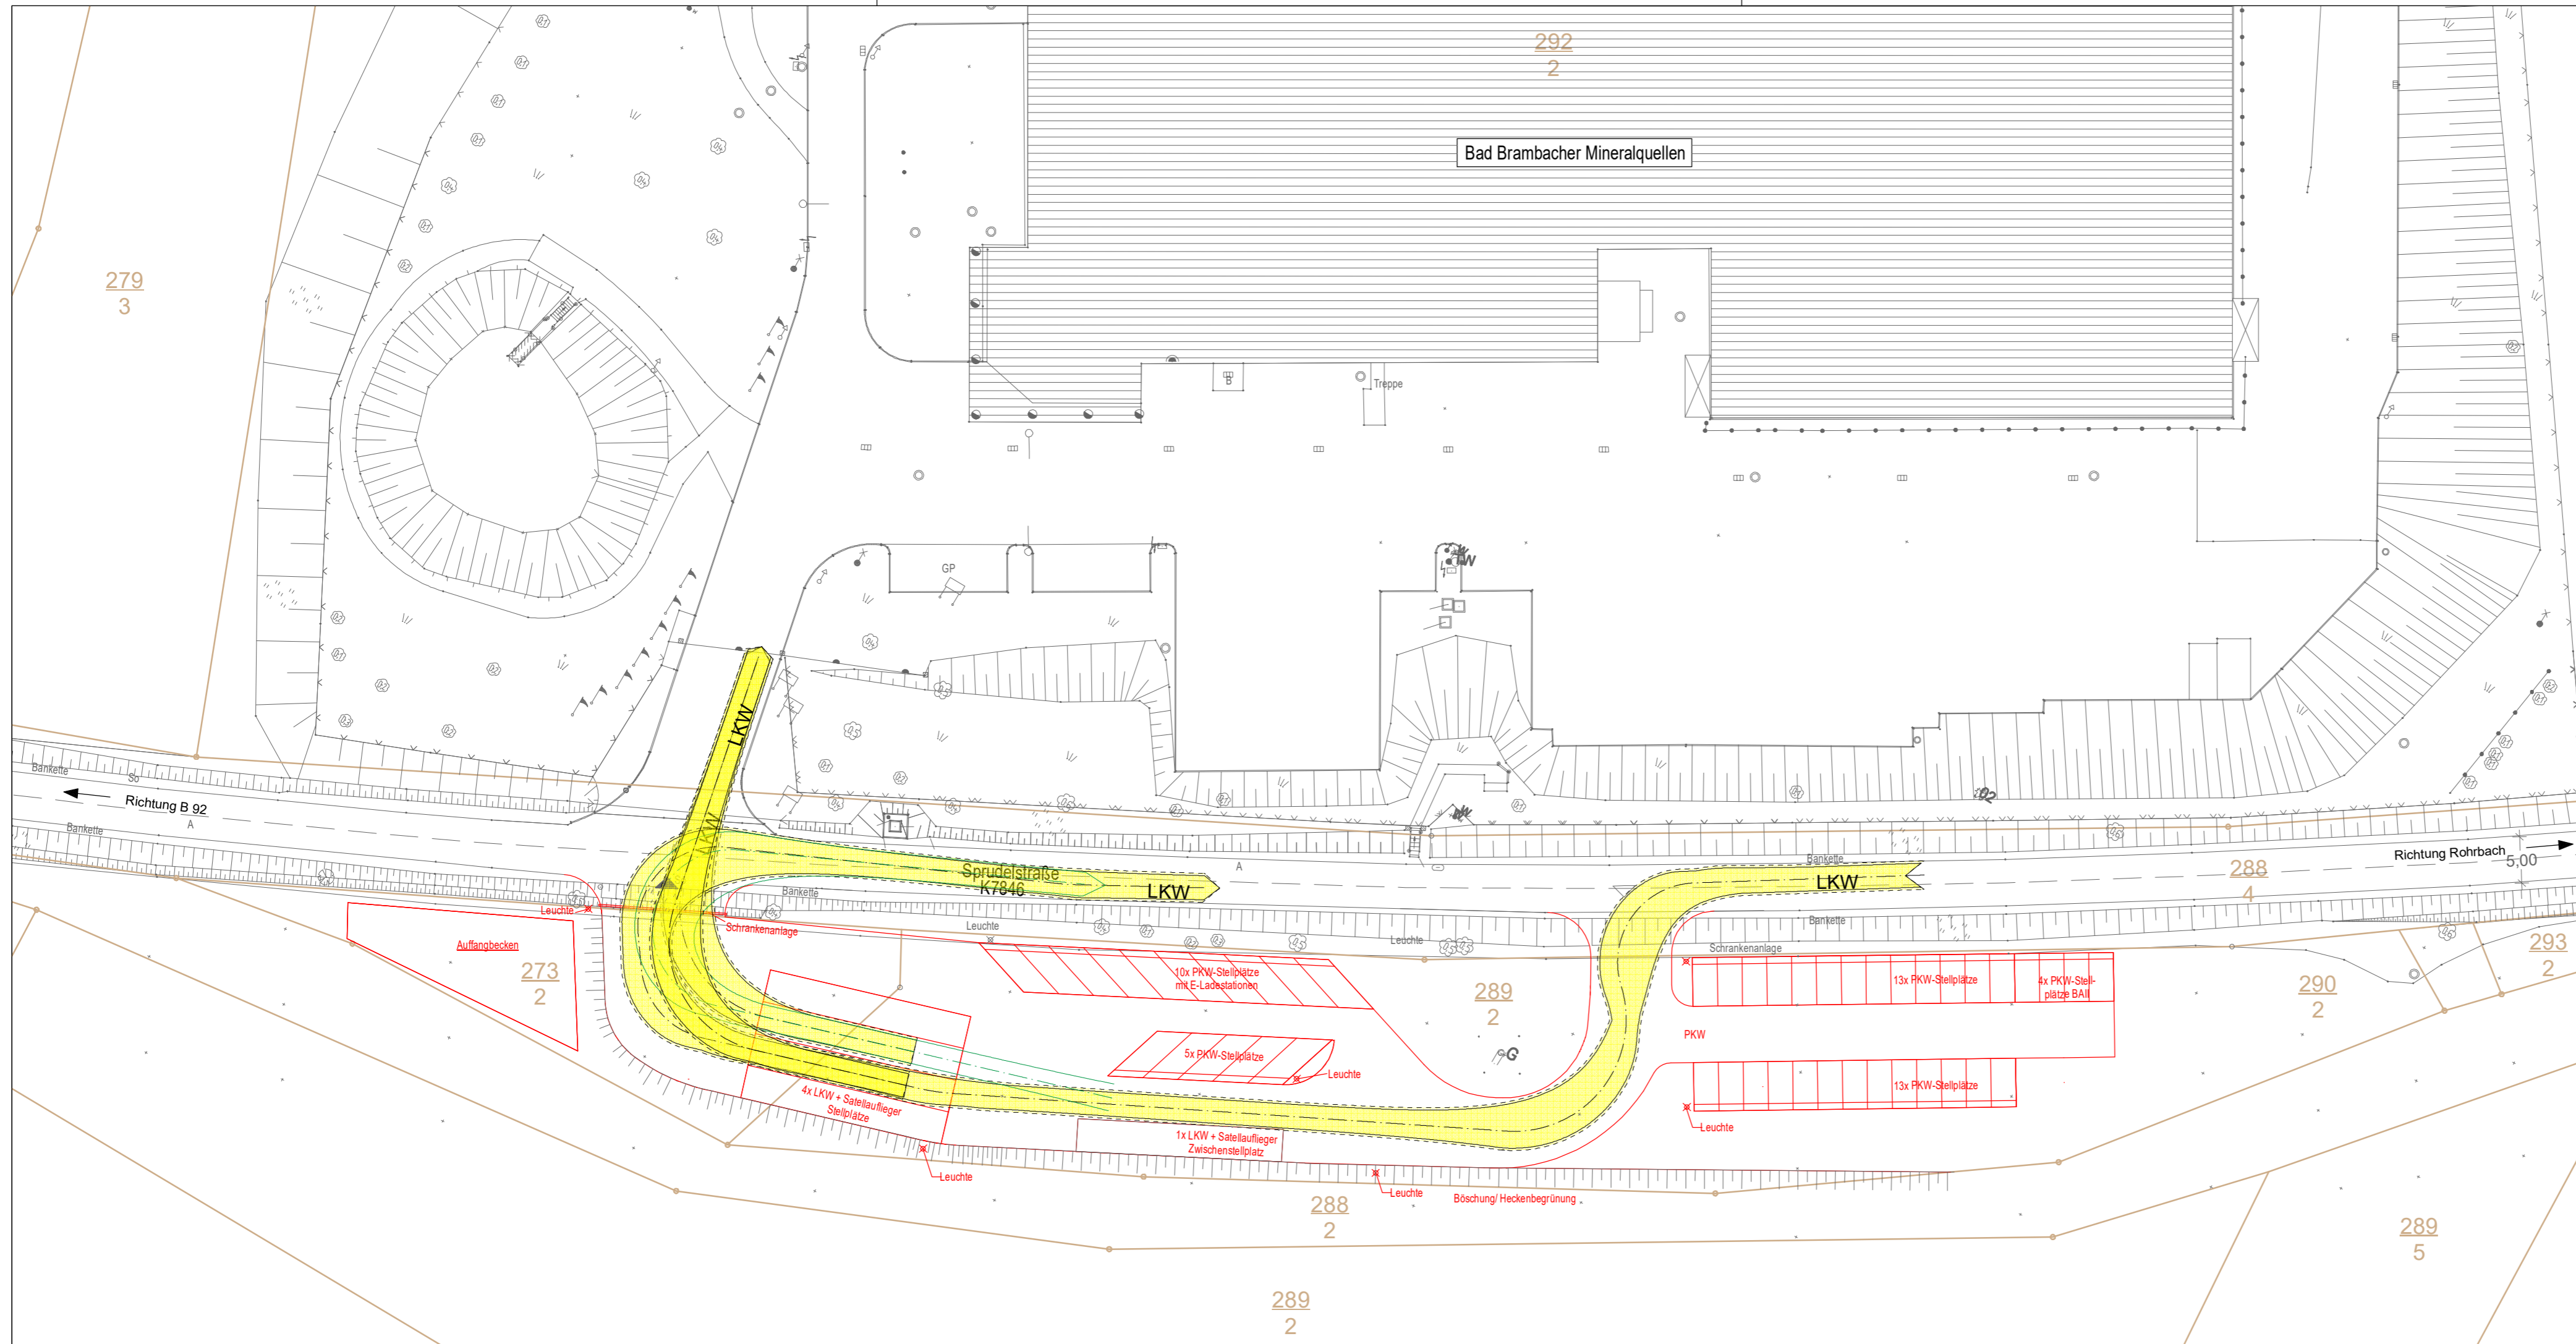 292
2
Bad Brambacher Mineralquellen
279
3
B
Treppe
GP
LKW
Bankette
So
Richtung B 92
A
Bankette
LKW
Sprudelstraße
K7846
LKW
A
Bankette
LKW
Richtung Rohrbach
5,00
288
4
Bankette
Bankette
Leuchte
Schrankenanlage
Leuchte
Leuchte
Schrankenanlage
Auffangbecken
273
2
10x PKW-Stellplätze
mit E-Ladestationen
289
2
13x PKW-Stellplätze
4x PKW-Stell-
plätze BAII
290
2
293
2
PKW
G
5x PKW-Stellplätze
Leuchte
13x PKW-Stellplätze
4x LKW + Satellauflieger
Stellplätze
Leuchte
1x LKW + Satellauflieger
Zwischenstellplatz
Leuchte
Leuchte
Böschung/ Heckenbegrünung
288
2
289
5
289
2